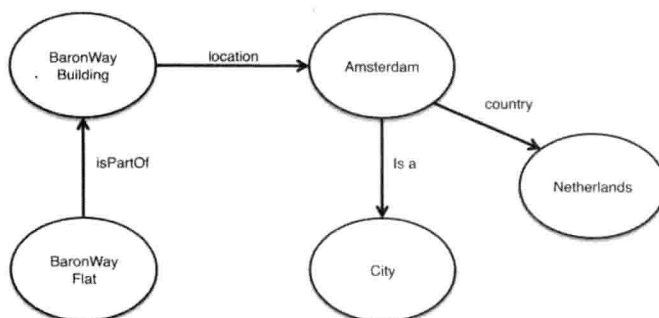 BaronWay
Building
location
Amsterdam
country
isPartOf
Is a
Netherlands
BaronWay
Flat
City